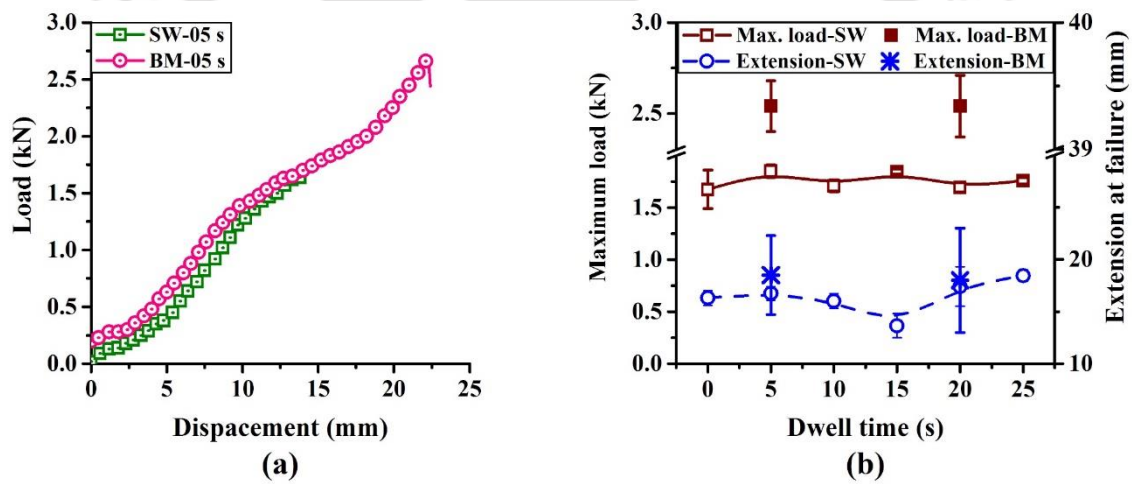 SW-05 s
BM-05 s
3.0
2.5
2.0
1.5
1.0
0.5
0.0
Load (kN)
0 5 10 15 20 25
Dispacement (mm)
(a)
Max. load-SW Max. load-BM
Extension-SW Extension-BM
3.0
2.5
1.5
1.0
0.5
0.0
Maximum load (kN)
40
39
20
10
Extension at failure (mm)
0 5 10 15 20 25
Dwell time (s)
(b)